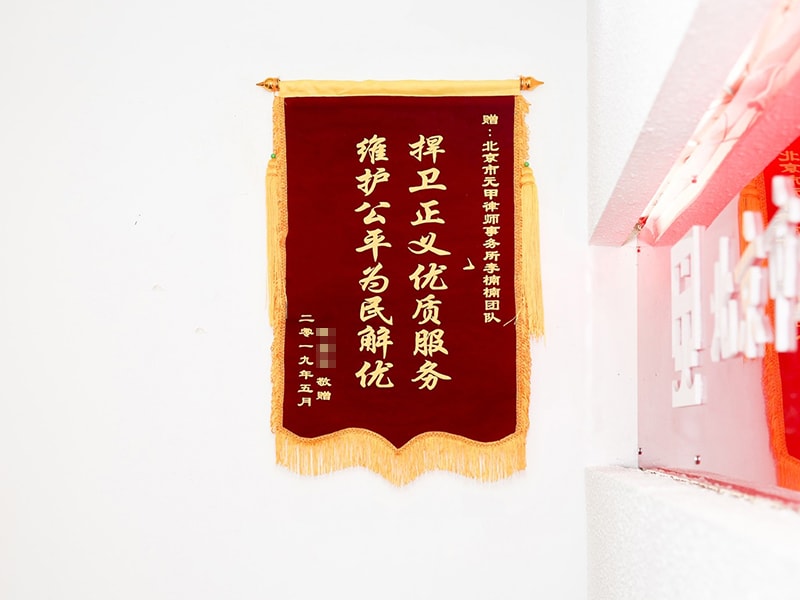 赠：北京市天甲律师事务所李楠楠团队
捍卫正义优质服务
维护公平为民解优
敬赠
二零一九年五月